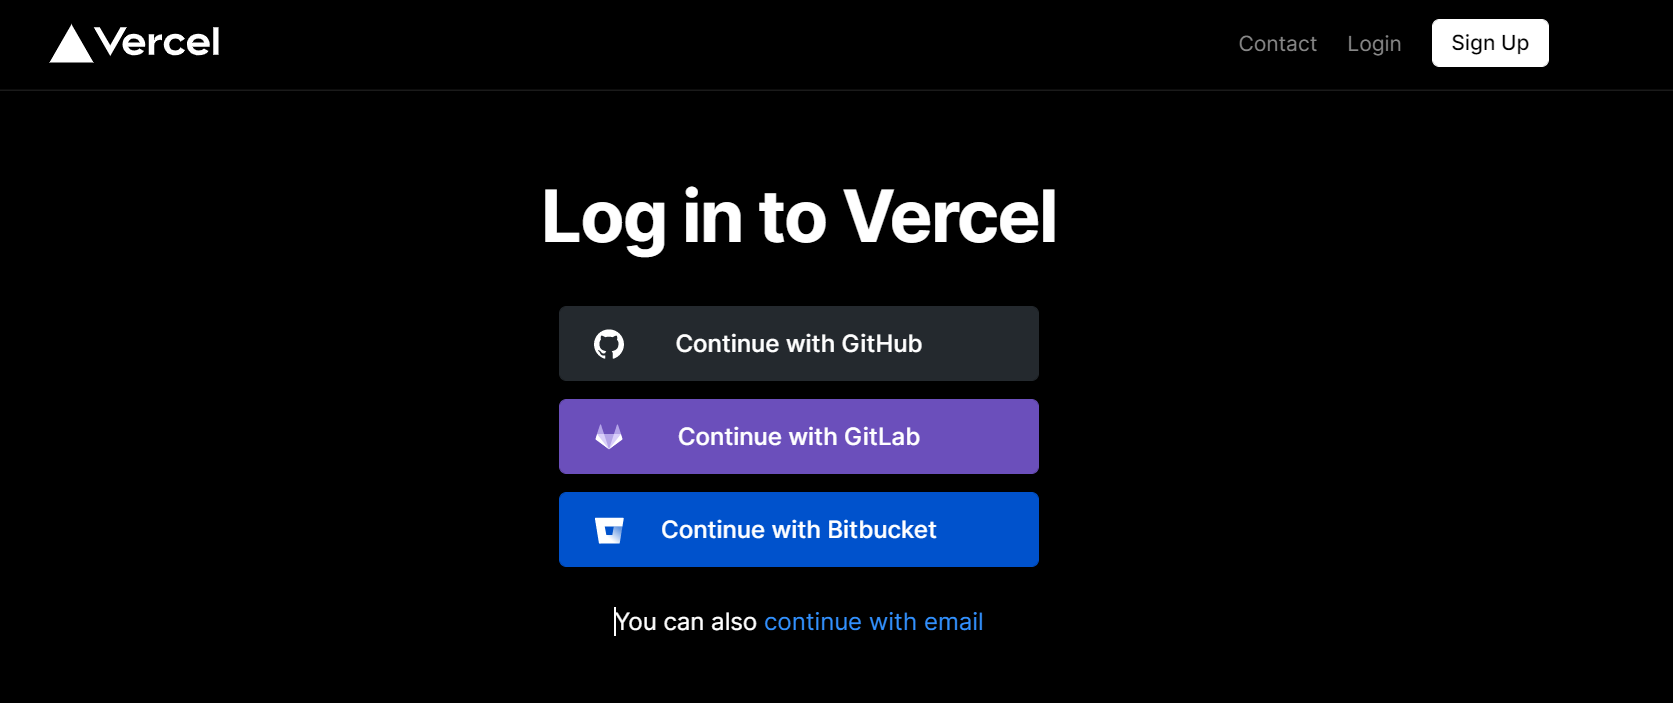 Vercel
Contact Login Sign Up
Log in to Vercel
Continue with GitHub
Continue with GitLab
Continue with Bitbucket
You can also continue with email